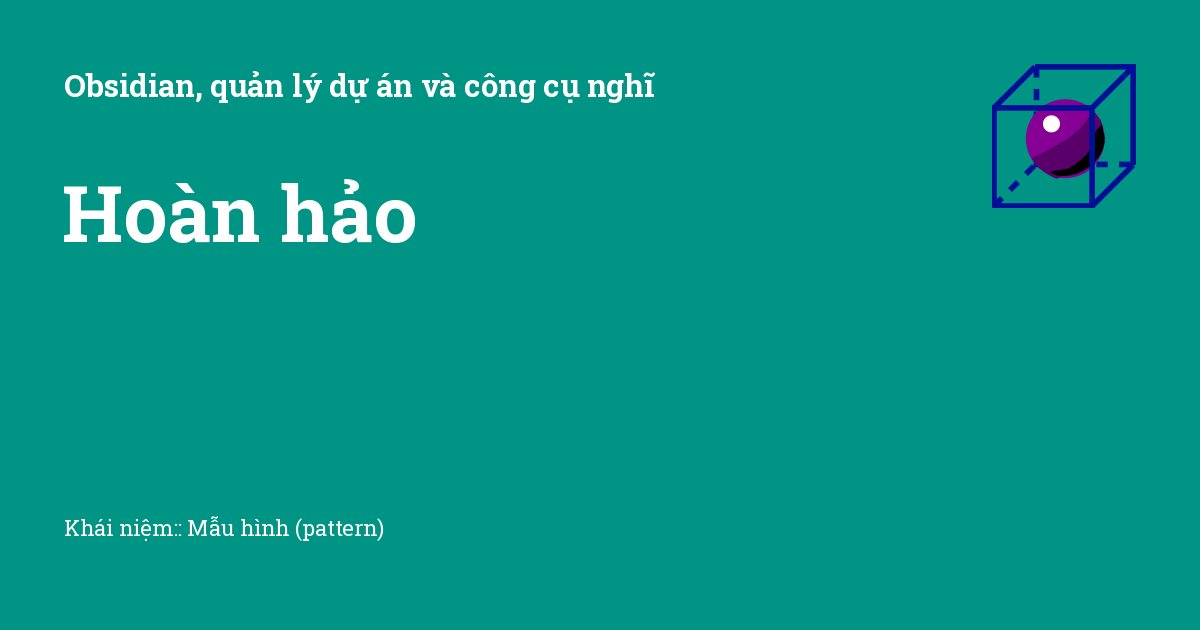 Obsidian, quản lý dự án và công cụ nghĩ
Hoàn hảo
Khái niệm:: Mẫu hình (pattern)